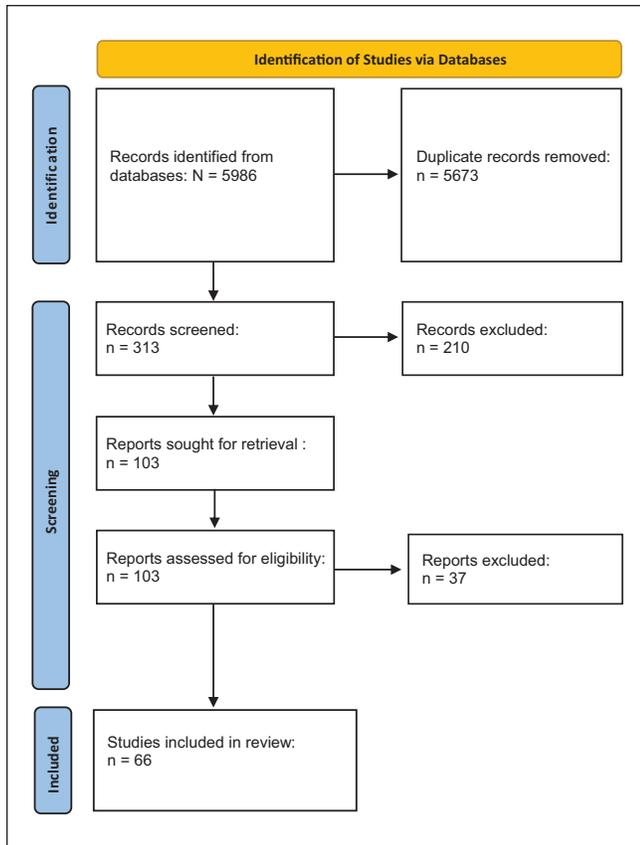 Identification of Studies via Databases
Identification
Records identified from
databases: N = 5986
Duplicate records removed:
n = 5673
Screening
Records screened:
n = 313
Records excluded:
n = 210
Reports sought for retrieval :
n = 103
Reports assessed for eligibility:
n = 103
Reports excluded:
n = 37
Included
Studies included in review:
n = 66